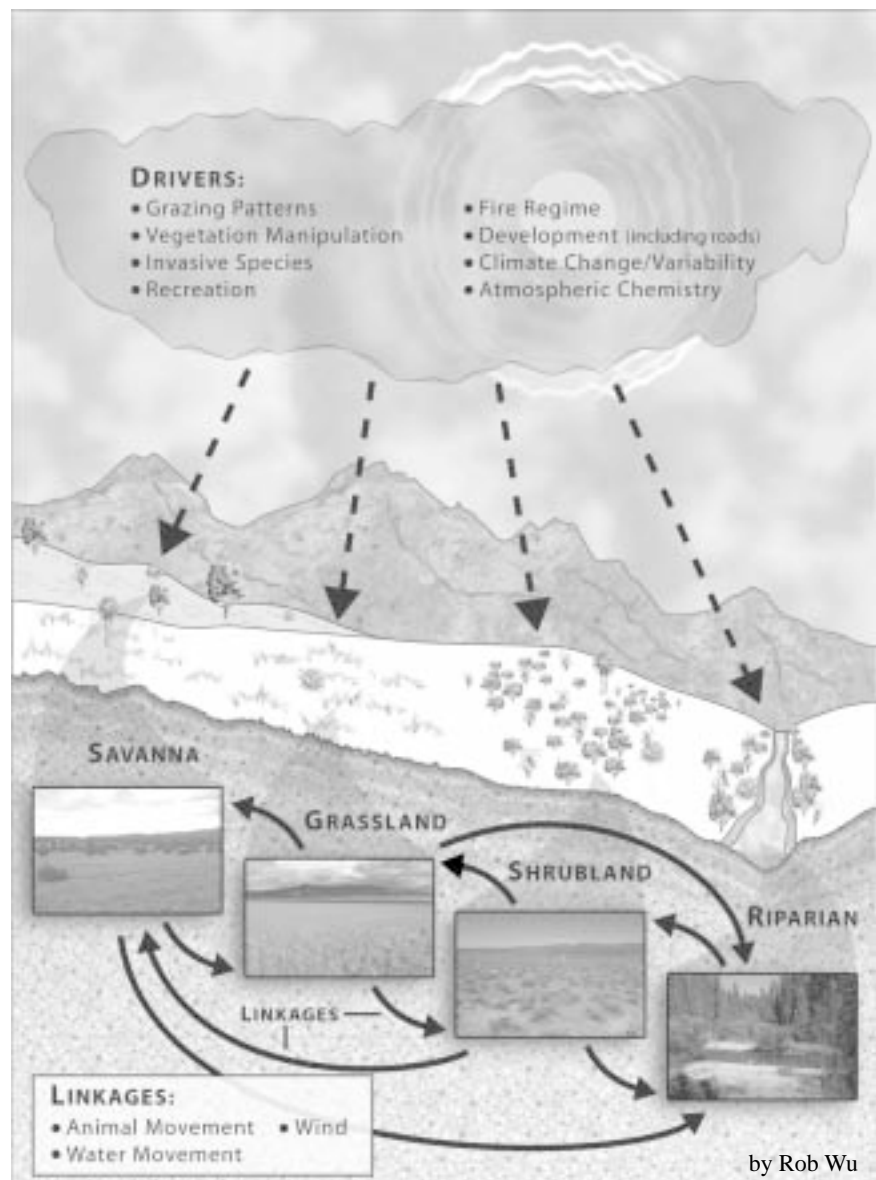 DRIVERS:
• Grazing Patterns
• Vegetation Manipulation
• Invasive Species
• Recreation
• Fire Regime
• Development (including roads)
• Climate Change/Variability
• Atmospheric Chemistry
SAVANNA
GRASSLAND
SHRUBLAND
RIPARIAN
LINKAGES
LINKAGES:
• Animal Movement • Wind
• Water Movement
by Rob Wu